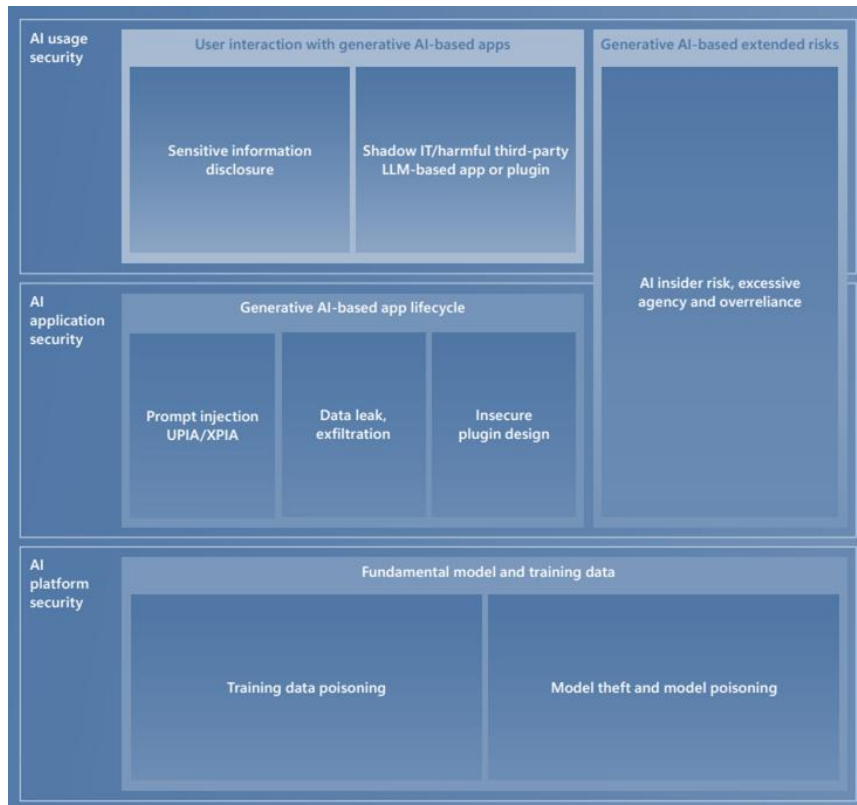 AI usage
security
User interaction with generative AI-based apps
Generative AI-based extended risks
Sensitive information
disclosure
Shadow IT/harmful third-party
LLM-based app or plugin
AI insider risk, excessive
agency and overreliance
AI
application
security
Generative AI-based app lifecycle
Prompt injection
UPIA/XPIA
Data leak,
exfiltration
Insecure
plugin design
AI
platform
security
Fundamental model and training data
Training data poisoning
Model theft and model poisoning